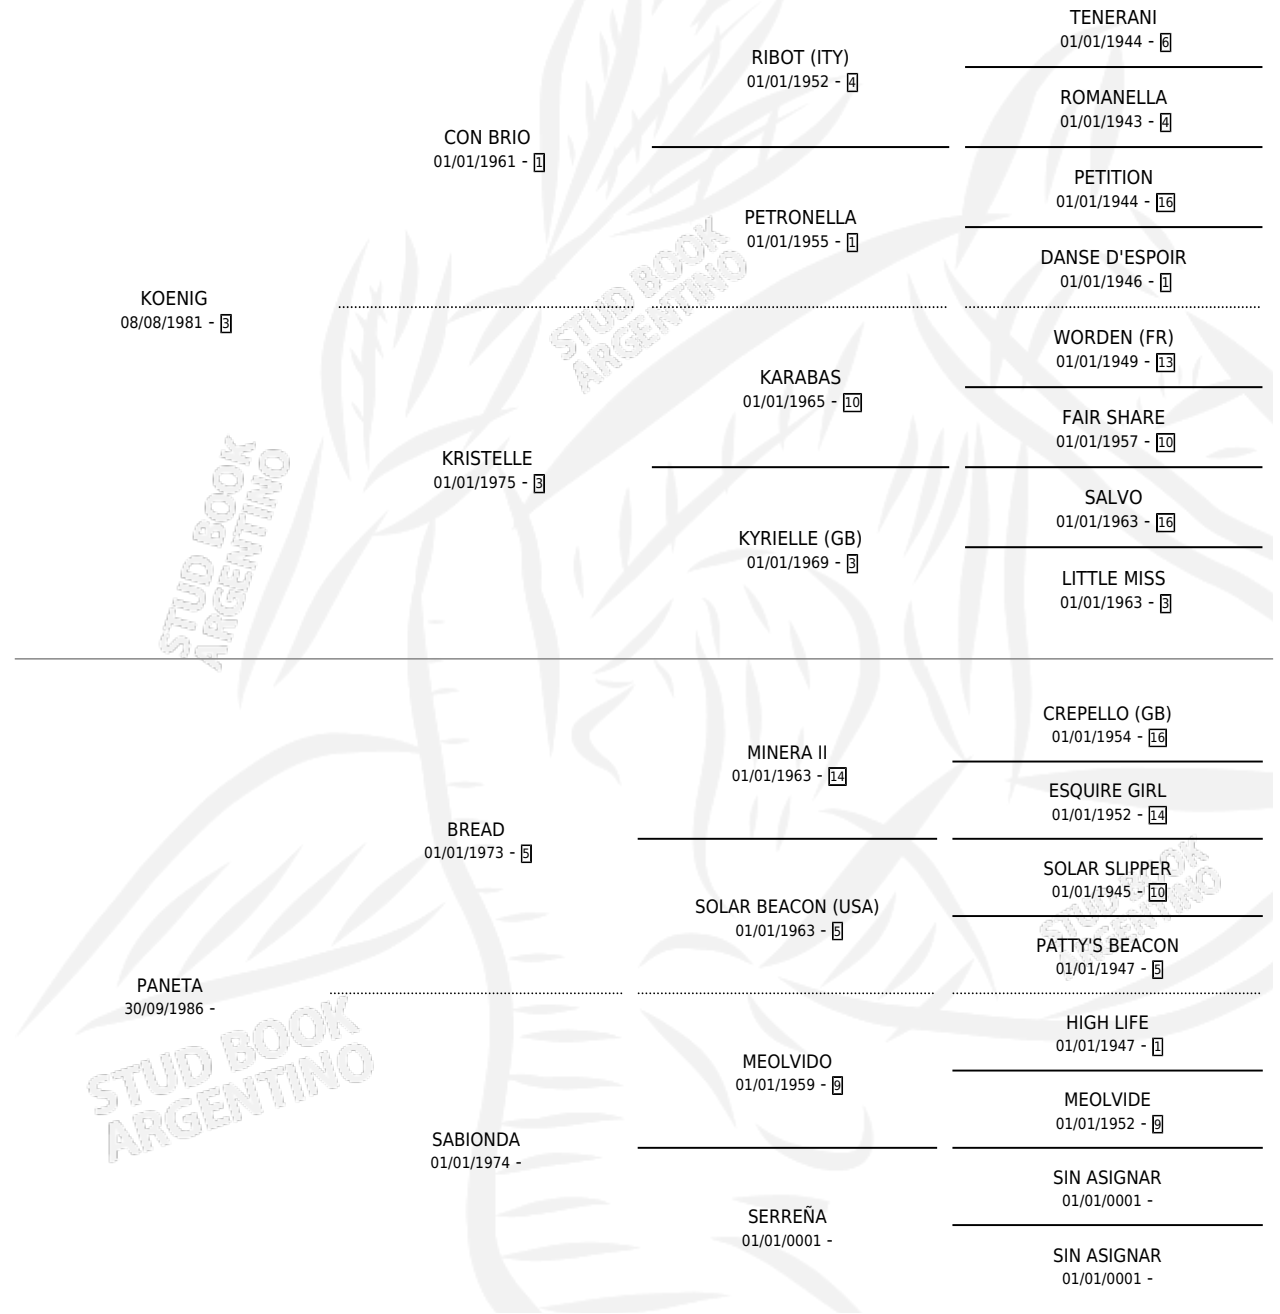 TENERANI
01/01/1944 - 6
RIBOT (ITY)
01/01/1952 - 4
ROMANELLA
01/01/1943 - 4
CON BRIO
01/01/1961 - 1
PETITION
01/01/1944 - 16
PETRONELLA
01/01/1955 - 1
DANSE D'ESPOIR
01/01/1946 - 1
KOENIG
08/08/1981 - 3
WORDEN (FR)
01/01/1949 - 13
KARABAS
01/01/1965 - 10
FAIR SHARE
01/01/1957 - 10
KRISTELLE
01/01/1975 - 3
SALVO
01/01/1963 - 16
KYRIELLE (GB)
01/01/1969 - 3
LITTLE MISS
01/01/1963 - 3
CREPELLO (GB)
01/01/1954 - 16
MINERA II
01/01/1963 - 14
ESQUIRE GIRL
01/01/1952 - 14
BREAD
01/01/1973 - 5
SOLAR SLIPPER
01/01/1945 - 10
SOLAR BEACON (USA)
01/01/1963 - 5
PATTY'S BEACON
01/01/1947 - 5
PANETA
30/09/1986 -
HIGH LIFE
01/01/1947 - 1
MEOLVIDO
01/01/1959 - 9
MEOLVIDE
01/01/1952 - 9
SABIONDA
01/01/1974 -
SIN ASIGNAR
01/01/0001 -
SERREÑA
01/01/0001 -
SIN ASIGNAR
01/01/0001 -
STUD BOOK
ARGENTINO
STUD BOOK
ARGENTINO
STUD BOOK
ARGENTINO
STUD BOOK
ARGENTINO